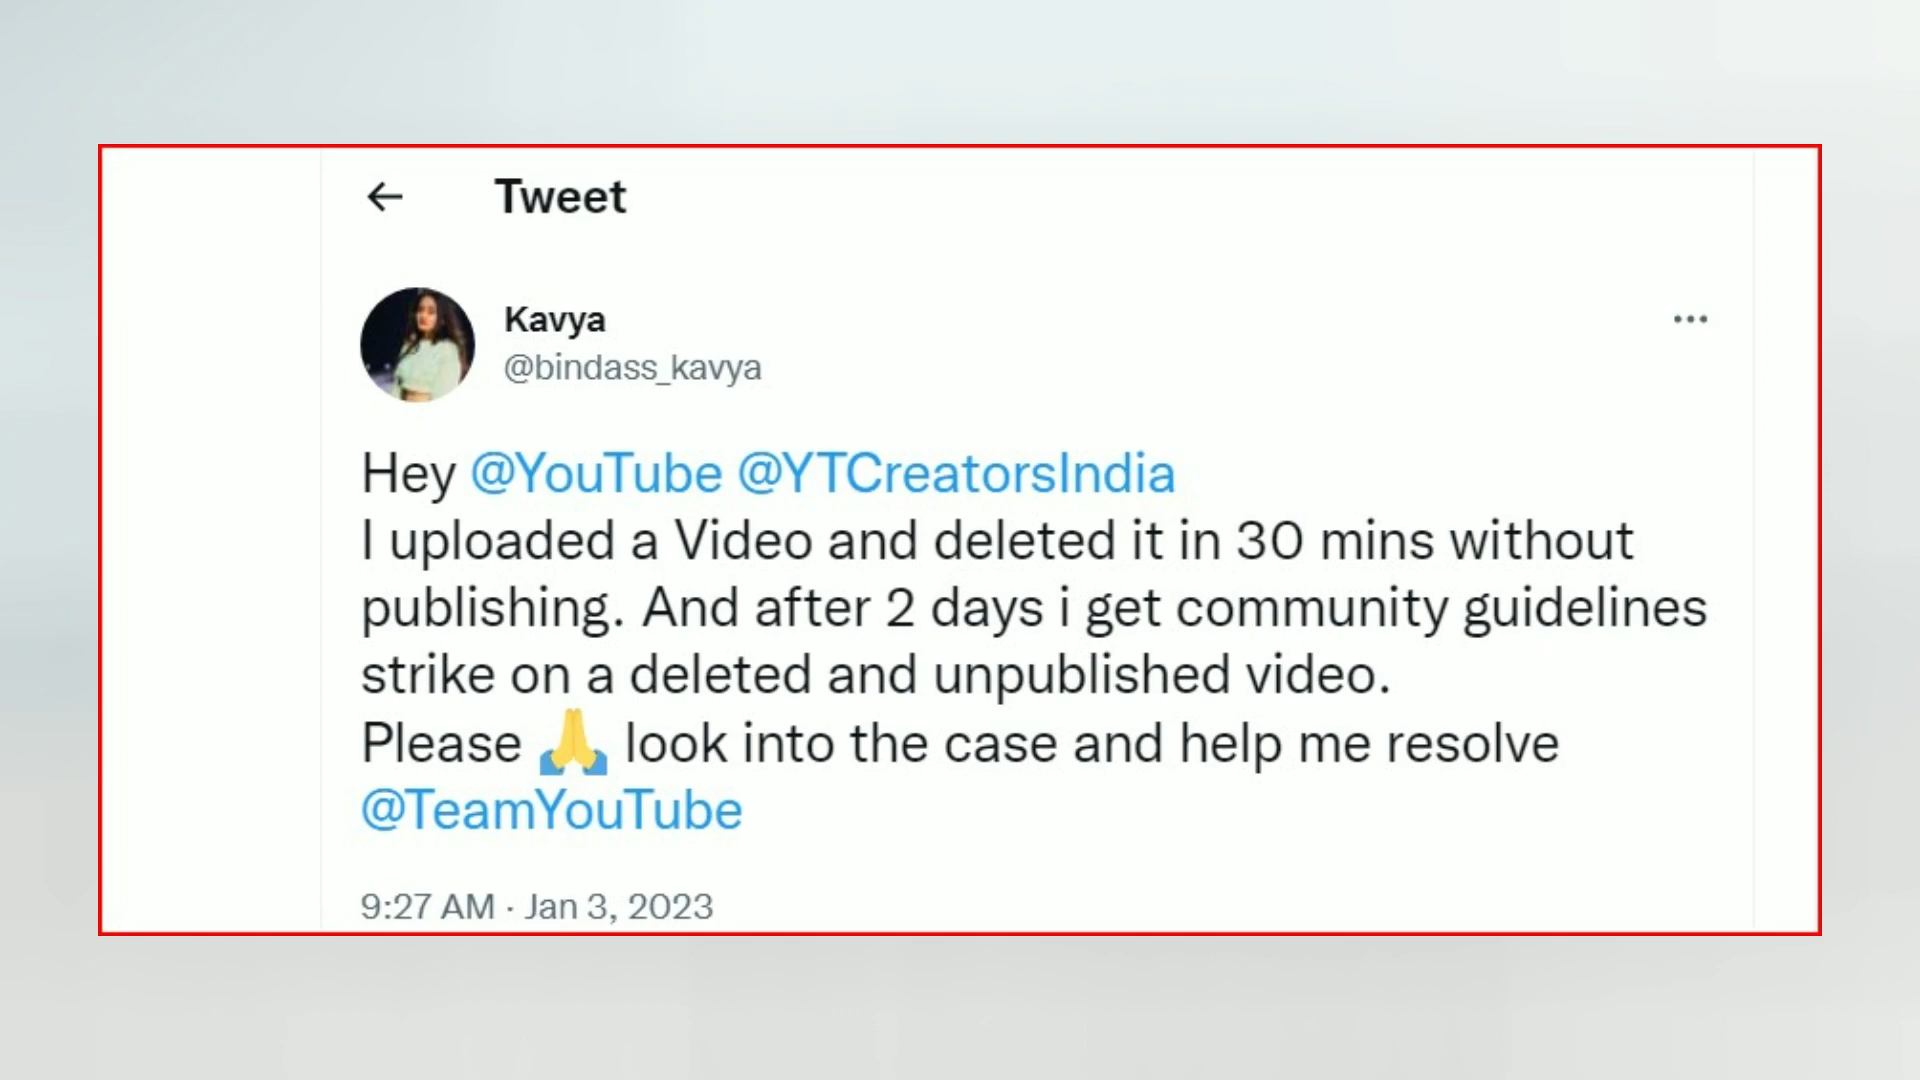 ← Tweet
Kavya
@bindass_kavya
Hey @YouTube @YTCreatorsIndia
I uploaded a Video and deleted it in 30 mins without
publishing. And after 2 days i get community guidelines
strike on a deleted and unpublished video.
Please 🙏 look into the case and help me resolve
@TeamYouTube
9:27 AM · Jan 3, 2023